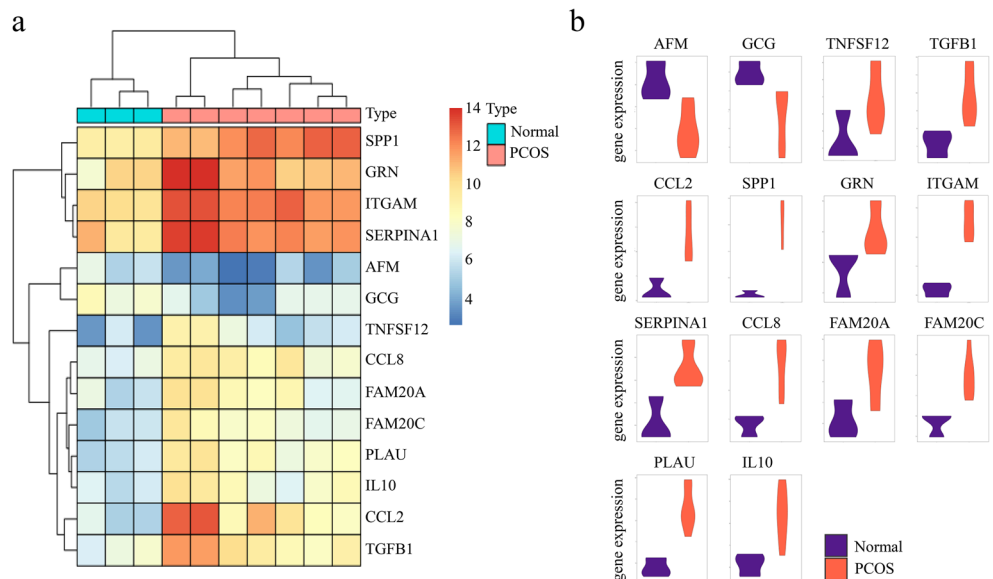 a
Type
14
12
10
8
6
4
Type
Normal
PCOS
SPP1
GRN
ITGAM
SERPINA1
AFM
GCG
TNFSF12
CCL8
FAM20A
FAM20C
PLAU
IL10
CCL2
TGFB1
b
AFM GCG TNFSF12 TGFB1
gene expression
CCL2 SPP1 GRN ITGAM
gene expression
SERPINA1 CCL8 FAM20A FAM20C
gene expression
PLAU IL10
gene expression
Normal
PCOS